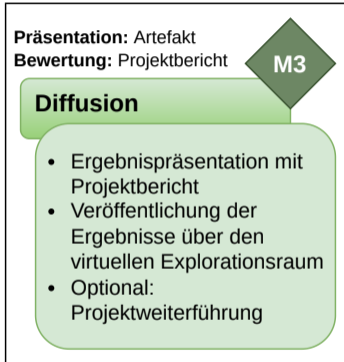 Präsentation: Artefakt
Bewertung: Projektbericht
M3
Diffusion
• Ergebnispräsentation mit
Projektbericht
• Veröffentlichung der
Ergebnisse über den
virtuellen Explorationsraum
• Optional:
Projektweiterführung